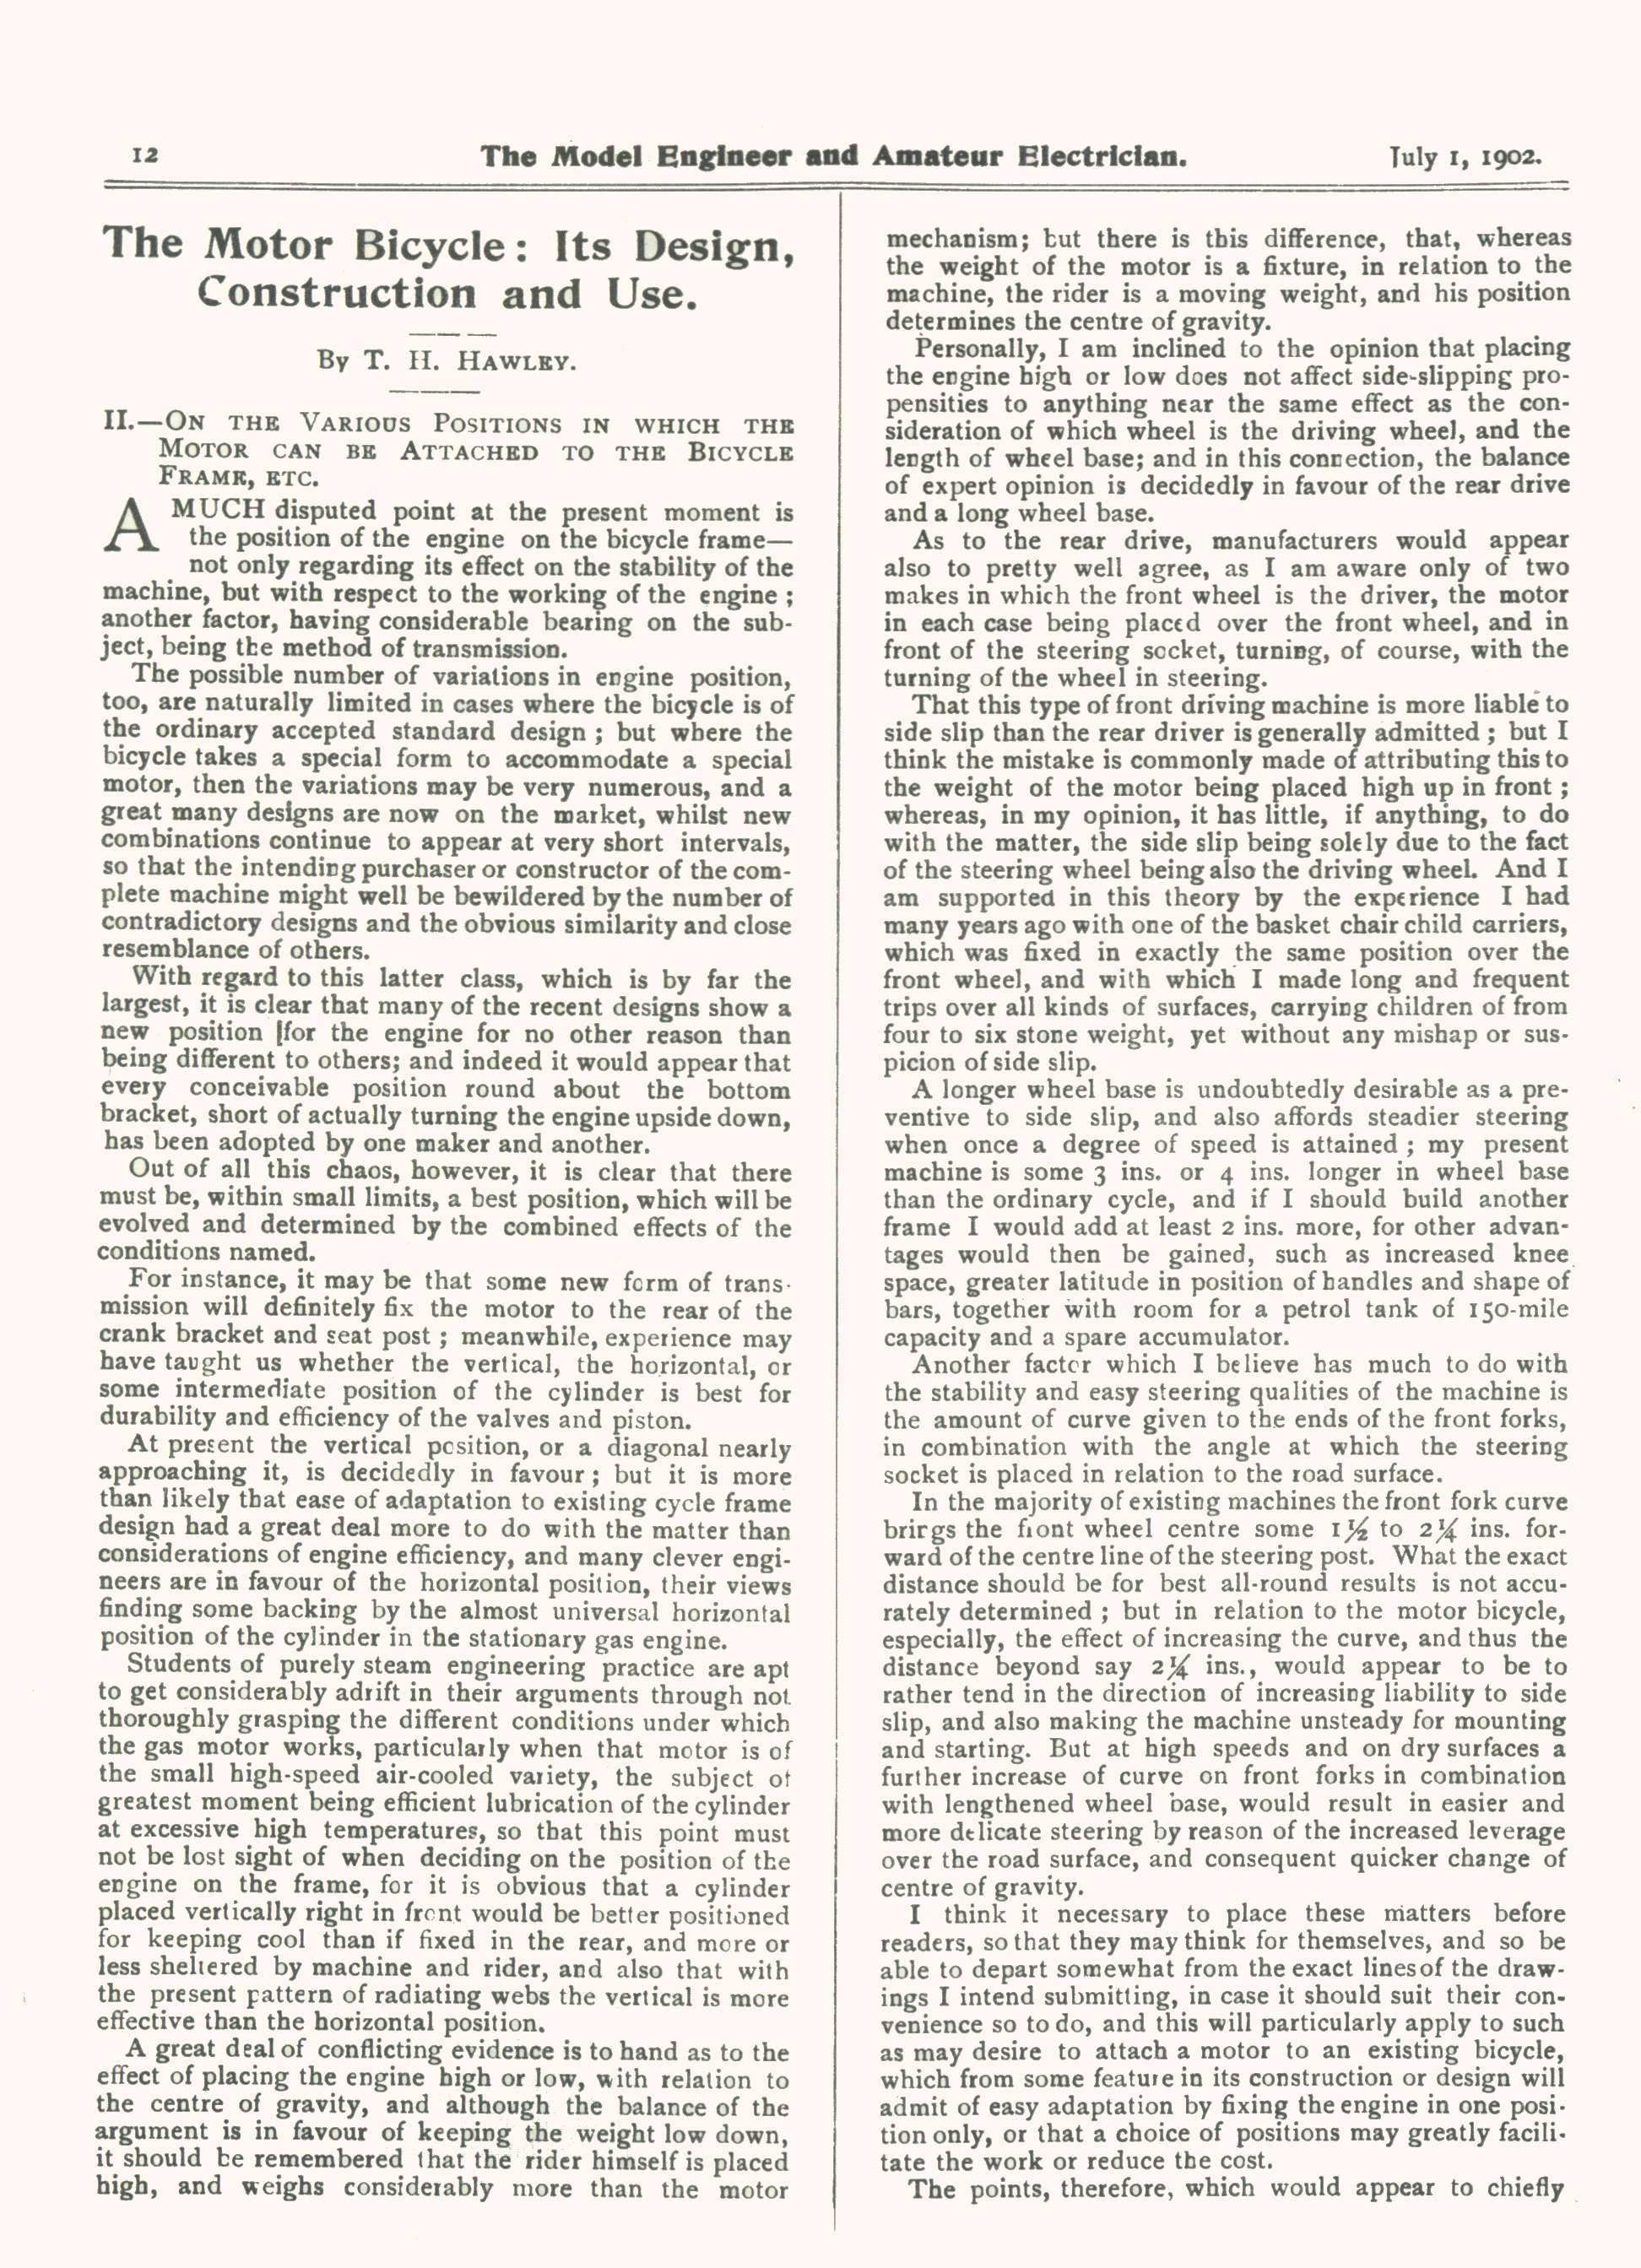 12 The Model Engineer and Amateur Electrician. July 1, 1902.
The Motor Bicycle: Its Design,
Construction and Use.
By T. H. HAWLEY.
II.—ON THE VARIOUS POSITIONS IN WHICH THE
MOTOR CAN BE ATTACHED TO THE BICYCLE
FRAME, ETC.
A MUCH disputed point at the present moment is
the position of the engine on the bicycle frame—
not only regarding its effect on the stability of the
machine, but with respect to the working of the engine;
another factor, having considerable bearing on the sub-
ject, being the method of transmission.
The possible number of variations in engine position,
too, are naturally limited in cases where the bicycle is of
the ordinary accepted standard design; but where the
bicycle takes a special form to accommodate a special
motor, then the variations may be very numerous, and a
great many designs are now on the market, whilst new
combinations continue to appear at very short intervals,
so that the intending purchaser or constructor of the com-
plete machine might well be bewildered by the number of
contradictory designs and the obvious similarity and close
resemblance of others.
With regard to this latter class, which is by far the
largest, it is clear that many of the recent designs show a
new position [for the engine for no other reason than
being different to others; and indeed it would appear that
every conceivable position round about the bottom
bracket, short of actually turning the engine upside down,
has been adopted by one maker and another.
Out of all this chaos, however, it is clear that there
must be, within small limits, a best position, which will be
evolved and determined by the combined effects of the
conditions named.
For instance, it may be that some new form of trans-
mission will definitely fix the motor to the rear of the
crank bracket and seat post; meanwhile, experience may
have taught us whether the vertical, the horizontal, or
some intermediate position of the cylinder is best for
durability and efficiency of the valves and piston.
At present the vertical position, or a diagonal nearly
approaching it, is decidedly in favour; but it is more
than likely that ease of adaptation to existing cycle frame
design had a great deal more to do with the matter than
considerations of engine efficiency, and many clever engi-
neers are in favour of the horizontal position, their views
finding some backing by the almost universal horizontal
position of the cylinder in the stationary gas engine.
Students of purely steam engineering practice are apt
to get considerably adrift in their arguments through not
thoroughly grasping the different conditions under which
the gas motor works, particularly when that motor is of
the small high-speed air-cooled variety, the subject of
greatest moment being efficient lubrication of the cylinder
at excessive high temperatures, so that this point must
not be lost sight of when deciding on the position of the
engine on the frame, for it is obvious that a cylinder
placed vertically right in front would be better positioned
for keeping cool than if fixed in the rear, and more or
less sheltered by machine and rider, and also that with
the present pattern of radiating webs the vertical is more
effective than the horizontal position.
A great deal of conflicting evidence is to hand as to the
effect of placing the engine high or low, with relation to
the centre of gravity, and although the balance of the
argument is in favour of keeping the weight low down,
it should be remembered that the rider himself is placed
high, and weighs considerably more than the motor
mechanism; but there is this difference, that, whereas
the weight of the motor is a fixture, in relation to the
machine, the rider is a moving weight, and his position
determines the centre of gravity.
Personally, I am inclined to the opinion that placing
the engine high or low does not affect side-slipping pro-
pensities to anything near the same effect as the con-
sideration of which wheel is the driving wheel, and the
length of wheel base; and in this connection, the balance
of expert opinion is decidedly in favour of the rear drive
and a long wheel base.
As to the rear drive, manufacturers would appear
also to pretty well agree, as I am aware only of two
makes in which the front wheel is the driver, the motor
in each case being placed over the front wheel, and in
front of the steering socket, turning, of course, with the
turning of the wheel in steering.
That this type of front driving machine is more liable to
side slip than the rear driver is generally admitted; but I
think the mistake is commonly made of attributing this to
the weight of the motor being placed high up in front;
whereas, in my opinion, it has little, if anything, to do
with the matter, the side slip being solely due to the fact
of the steering wheel being also the driving wheel. And I
am supported in this theory by the experience I had
many years ago with one of the basket chair child carriers,
which was fixed in exactly the same position over the
front wheel, and with which I made long and frequent
trips over all kinds of surfaces, carrying children of from
four to six stone weight, yet without any mishap or sus-
picion of side slip.
A longer wheel base is undoubtedly desirable as a pre-
ventive to side slip, and also affords steadier steering
when once a degree of speed is attained; my present
machine is some 3 ins. or 4 ins. longer in wheel base
than the ordinary cycle, and if I should build another
frame I would add at least 2 ins. more, for other advan-
tages would then be gained, such as increased knee
space, greater latitude in position of handles and shape of
bars, together with room for a petrol tank of 150-mile
capacity and a spare accumulator.
Another factor which I believe has much to do with
the stability and easy steering qualities of the machine is
the amount of curve given to the ends of the front forks,
in combination with the angle at which the steering
socket is placed in relation to the road surface.
In the majority of existing machines the front fork curve
brings the front wheel centre some 1½ to 2¼ ins. for-
ward of the centre line of the steering post. What the exact
distance should be for best all-round results is not accu-
rately determined; but in relation to the motor bicycle,
especially, the effect of increasing the curve, and thus the
distance beyond say 2¼ ins., would appear to be to
rather tend in the direction of increasing liability to side
slip, and also making the machine unsteady for mounting
and starting. But at high speeds and on dry surfaces a
further increase of curve on front forks in combination
with lengthened wheel base, would result in easier and
more delicate steering by reason of the increased leverage
over the road surface, and consequent quicker change of
centre of gravity.
I think it necessary to place these matters before
readers, so that they may think for themselves, and so be
able to depart somewhat from the exact lines of the draw-
ings I intend submitting, in case it should suit their con-
venience so to do, and this will particularly apply to such
as may desire to attach a motor to an existing bicycle,
which from some feature in its construction or design will
admit of easy adaptation by fixing the engine in one posi-
tion only, or that a choice of positions may greatly facili-
tate the work or reduce the cost.
The points, therefore, which would appear to chiefly